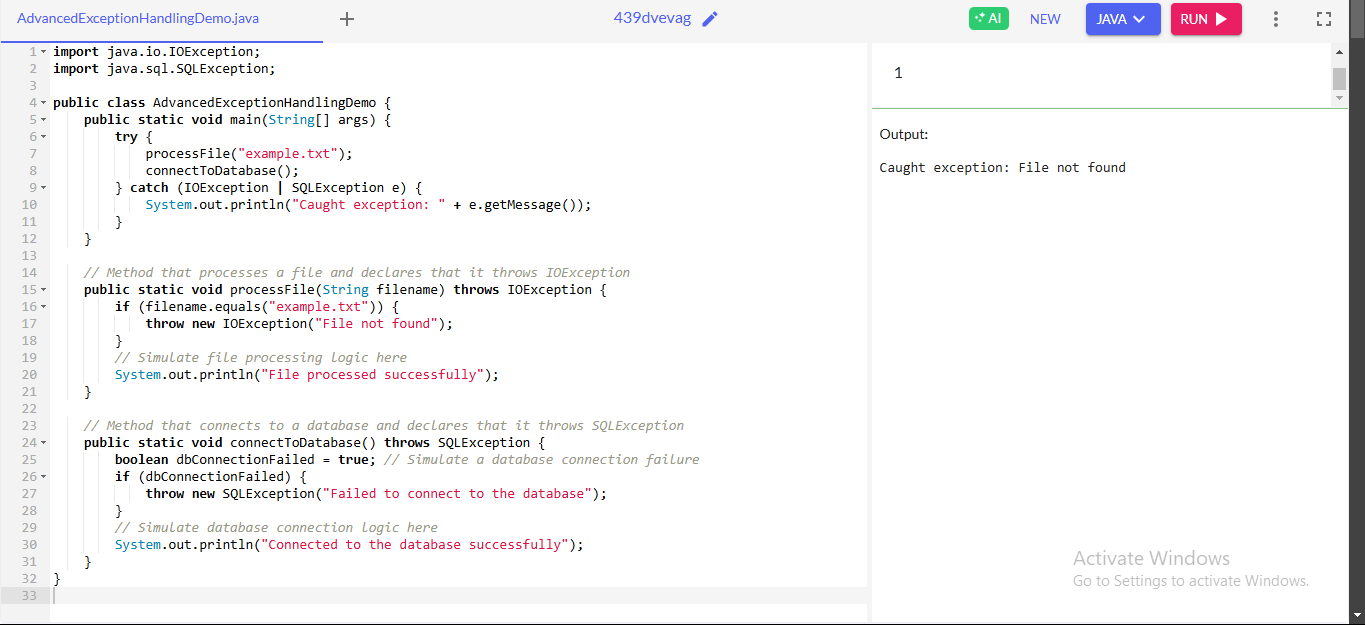 AdvancedExceptionHandlingDemo.java + 439dvevag AI NEW JAVA RUN
1 import java.io.IOException;
2 import java.sql.SQLException;
3
4 public class AdvancedExceptionHandlingDemo {
5     public static void main(String[] args) {
6         try {
7             processFile("example.txt");
8             connectToDatabase();
9         } catch (IOException | SQLException e) {
10             System.out.println("Caught exception: " + e.getMessage());
11         }
12     }
13
14     // Method that processes a file and declares that it throws IOException
15     public static void processFile(String filename) throws IOException {
16         if (filename.equals("example.txt")) {
17             throw new IOException("File not found");
18         }
19         // Simulate file processing logic here
20         System.out.println("File processed successfully");
21     }
22
23     // Method that connects to a database and declares that it throws SQLException
24     public static void connectToDatabase() throws SQLException {
25         boolean dbConnectionFailed = true; // Simulate a database connection failure
26         if (dbConnectionFailed) {
27             throw new SQLException("Failed to connect to the database");
28         }
29         // Simulate database connection logic here
30         System.out.println("Connected to the database successfully");
31     }
32 }
33
1
Output:
Caught exception: File not found
Activate Windows
Go to Settings to activate Windows.